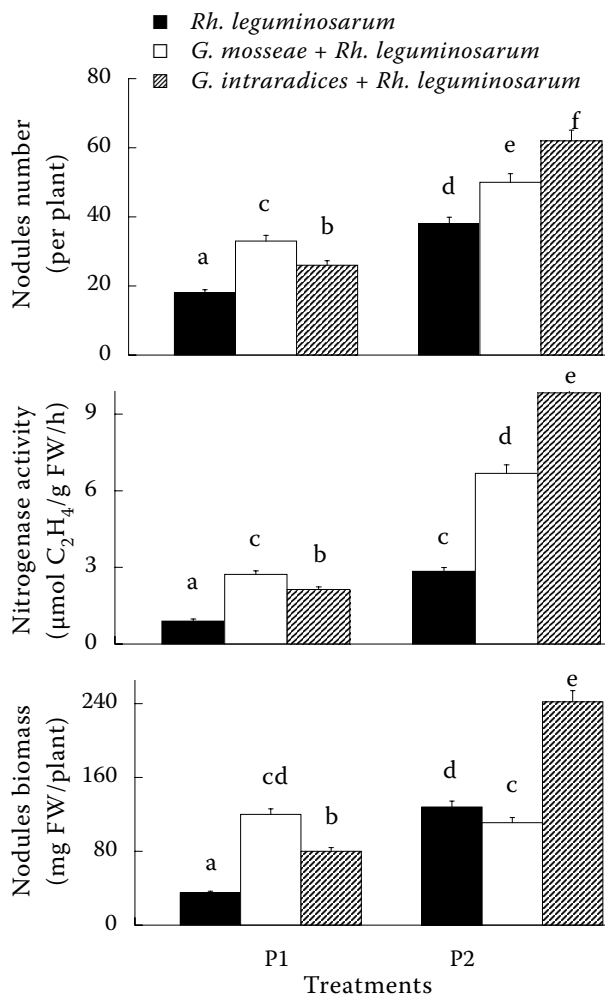 Rh. leguminosarum
G. mosseae + Rh. leguminosarum
G. intraradices + Rh. leguminosarum
Nodules number
(per plant)
80
60
40
20
0
a
c
b
d
e
f
Nitrogenase activity
(µmol C₂H₄/g FW/h)
9
6
3
0
a
c
b
c
d
e
Nodules biomass
(mg FW/plant)
240
160
80
0
a
cd
b
d
c
e
P1
P2
Treatments